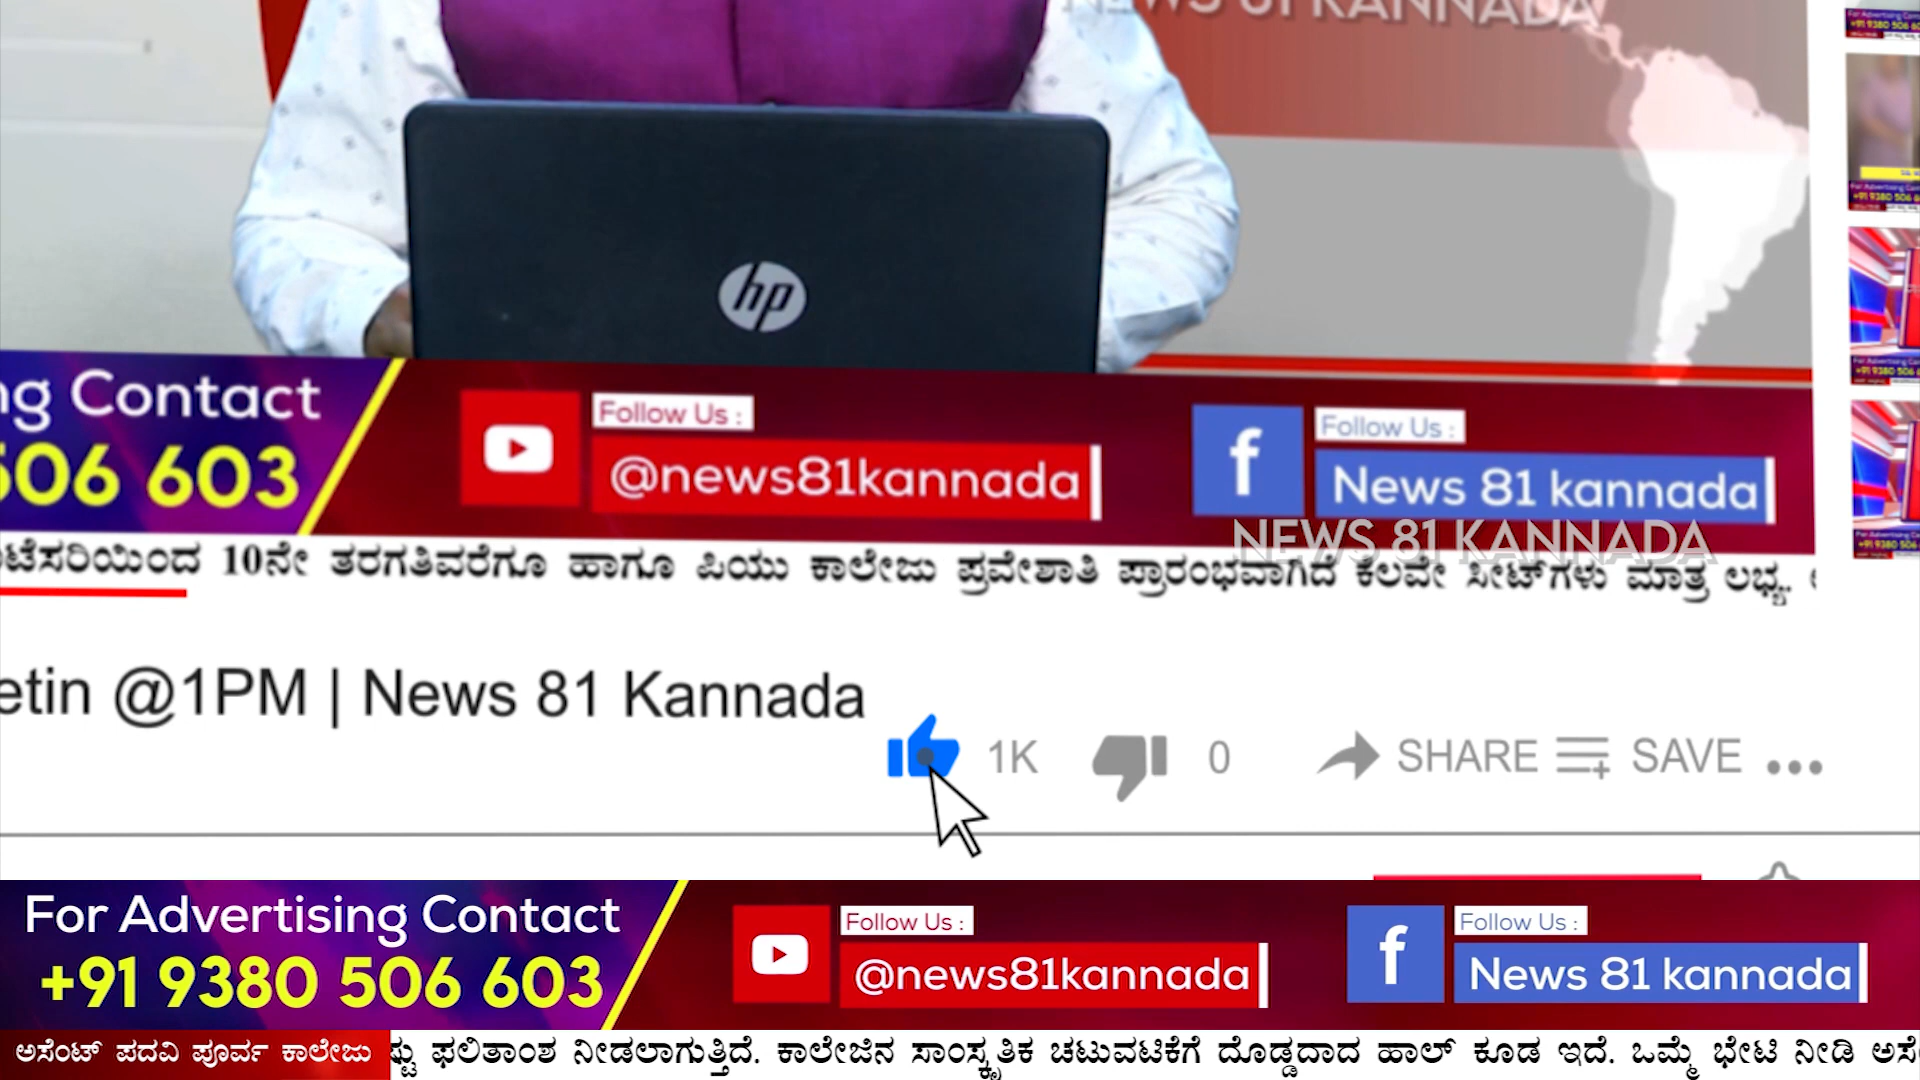 NEWS 81 KANNADA
hp
Contact
506 603
Follow Us :
@news81kannada
Follow Us :
News 81 kannada
NEWS 81 KANNADA
10ನೇ ತರಗತಿವರೆಗೂ ಹಾಗೂ ಪಿಯು ಕಾಲೇಜು ಪ್ರವೇಶಾತಿ ಪ್ರಾರಂಭವಾಗಿದೆ ಕೆಲವೇ ಸೀಟ್‌ಗಳು ಮಾತ್ರ ಲಭ್ಯ.
etin @1PM | News 81 Kannada
1K 0 SHARE SAVE ...
For Advertising Contact
+91 9380 506 603
Follow Us :
@news81kannada
Follow Us :
News 81 kannada
ಅಸೆಂಟ್ ಪದವಿ ಪೂರ್ವ ಕಾಲೇಜು
ಫಲಿತಾಂಶ ನೀಡಲಾಗುತ್ತಿದೆ. ಕಾಲೇಜಿನ ಸಾಂಸ್ಕೃತಿಕ ಚಟುವಟಿಕೆಗೆ ದೊಡ್ಡದಾದ ಹಾಲ್ ಕೂಡ ಇದೆ. ಒಮ್ಮೆ ಭೇಟಿ ನೀಡಿ